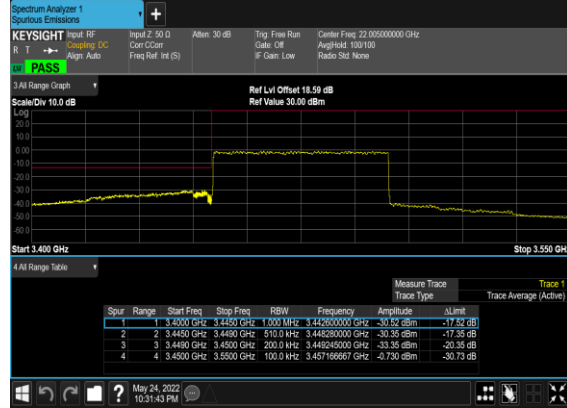 Spectrum Analyzer 1
Spurious Emissions
+
KEYSIGHT Input: RF Input Z: 50 Ω Atten: 30 dB Trig: Free Run Center Freq: 22.005000000 GHz
R T Coupling: DC Corr CCorr Gate: Off Avg|Hold: 100/100
Align: Auto Freq Ref: Int (S) IF Gain: Low Radio Std: None
PASS
3 All Range Graph
Ref Lvl Offset 18.59 dB
Scale/Div 10.0 dB Ref Value 30.00 dBm
Log
20.0
10.0
0.00
-10.0
-20.0
-30.0
-40.0
-50.0
-60.0
Start 3.400 GHz Stop 3.550 GH
4 All Range Table
Measure Trace Trace 1
Trace Type Trace Average (Active)
Spur Range Start Freq Stop Freq RBW Frequency Amplitude ΔLimit
1 1 3.4000 GHz 3.4450 GHz 1.000 MHz 3.442600000 GHz -30.52 dBm -17.52 dB
2 2 3.4450 GHz 3.4490 GHz 510.0 kHz 3.448280000 GHz -30.35 dBm -17.35 dB
3 3 3.4490 GHz 3.4500 GHz 200.0 kHz 3.449245000 GHz -33.35 dBm -20.35 dB
4 4 3.4500 GHz 3.5500 GHz 100.0 kHz 3.457166667 GHz -0.730 dBm -30.73 dB
?
May 24, 2022
10:31:43 PM